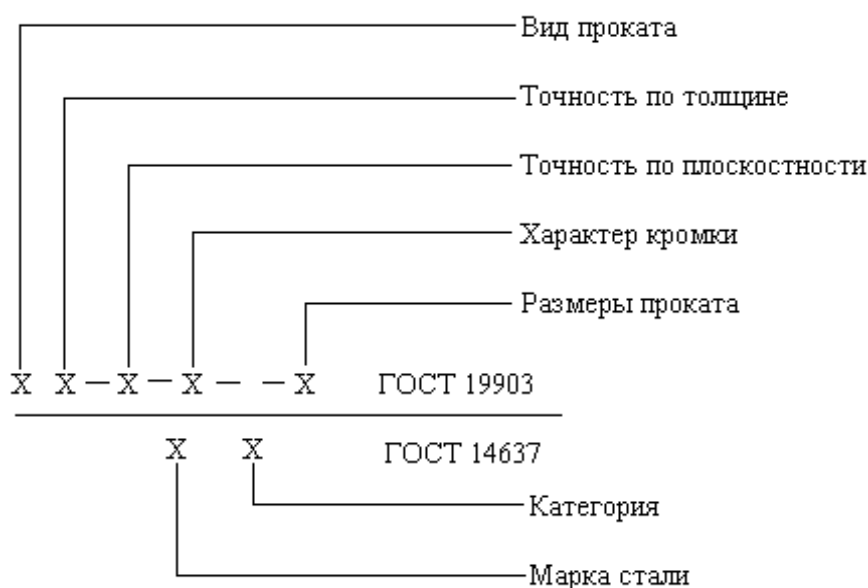 Вид проката
Точность по толщине
Точность по плоскостности
Характер кромки
Размеры проката
X X – X – X – – X ГОСТ 19903
X X ГОСТ 14637
Категория
Марка стали